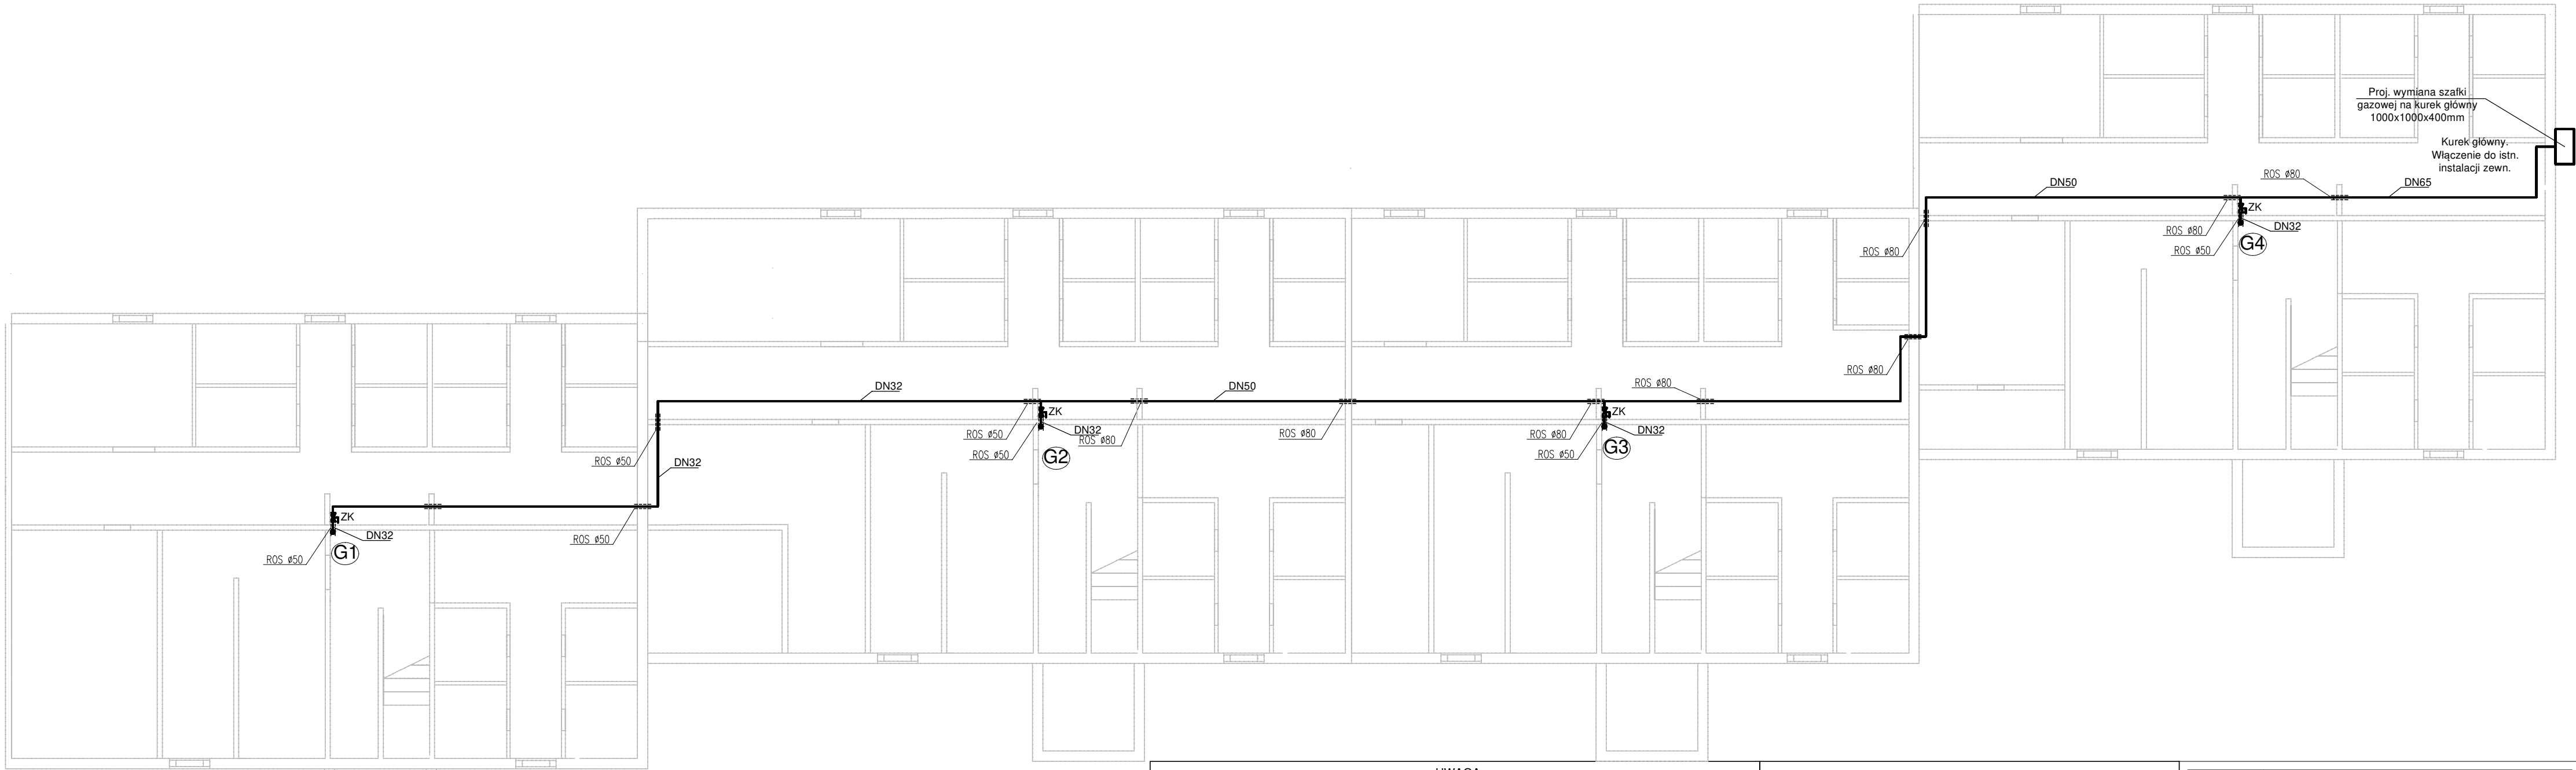 Proj. wymiana szafki
gazowej na kurek główny
1000x1000x400mm
Kurek główny.
Włączenie do istn.
instalacji zewn.
ROS ø80
DN50
DN65
ZK
ROS ø80
DN32
ROS ø80
ROS ø50
G4
ROS ø80
DN32
DN50
ROS ø80
ZK
ZK
ROS ø50
DN32
ROS ø80
ROS ø80
ROS ø80
DN32
ROS ø50
G2
ROS ø50
G3
ROS ø50
DN32
ZK
DN32
ROS ø50
G1
ROS ø50